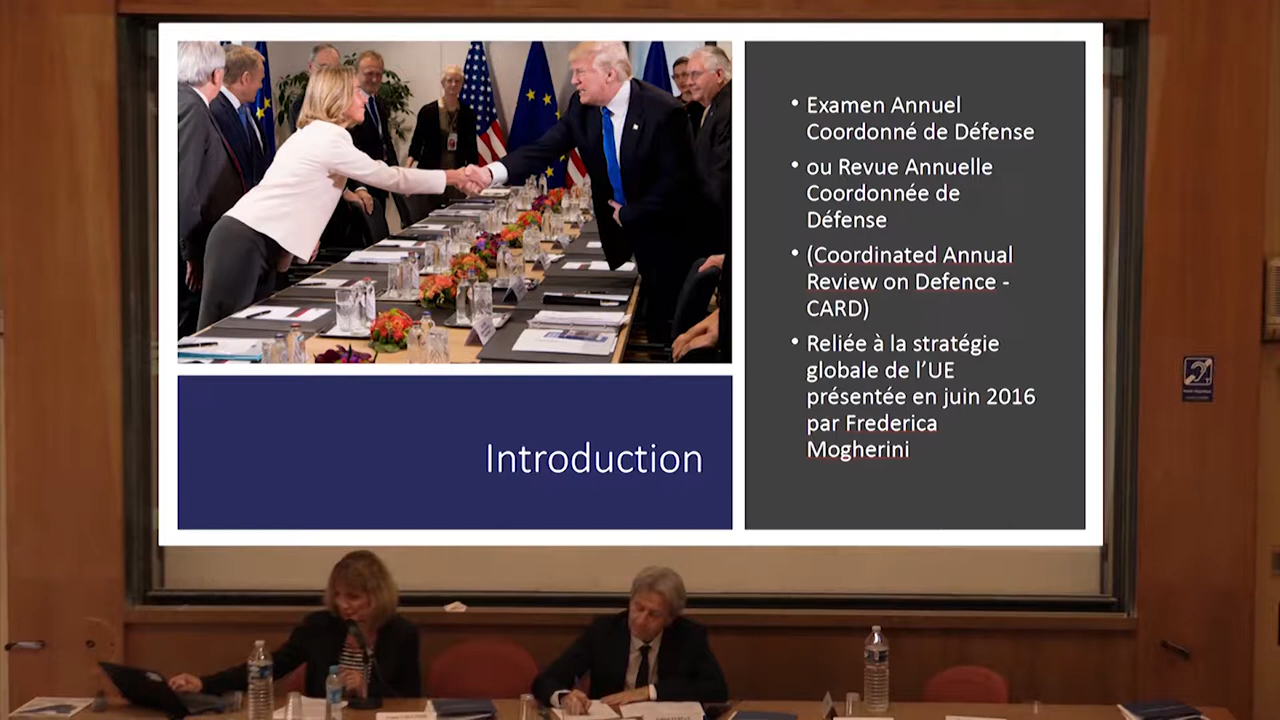 • Examen Annuel
Coordonné de Défense
• ou Revue Annuelle
Coordonnée de
Défense
• (Coordinated Annual
Review on Defence -
CARD)
• Reliée à la stratégie
globale de l'UE
présentée en juin 2016
par Frederica
Mogherini
Introduction